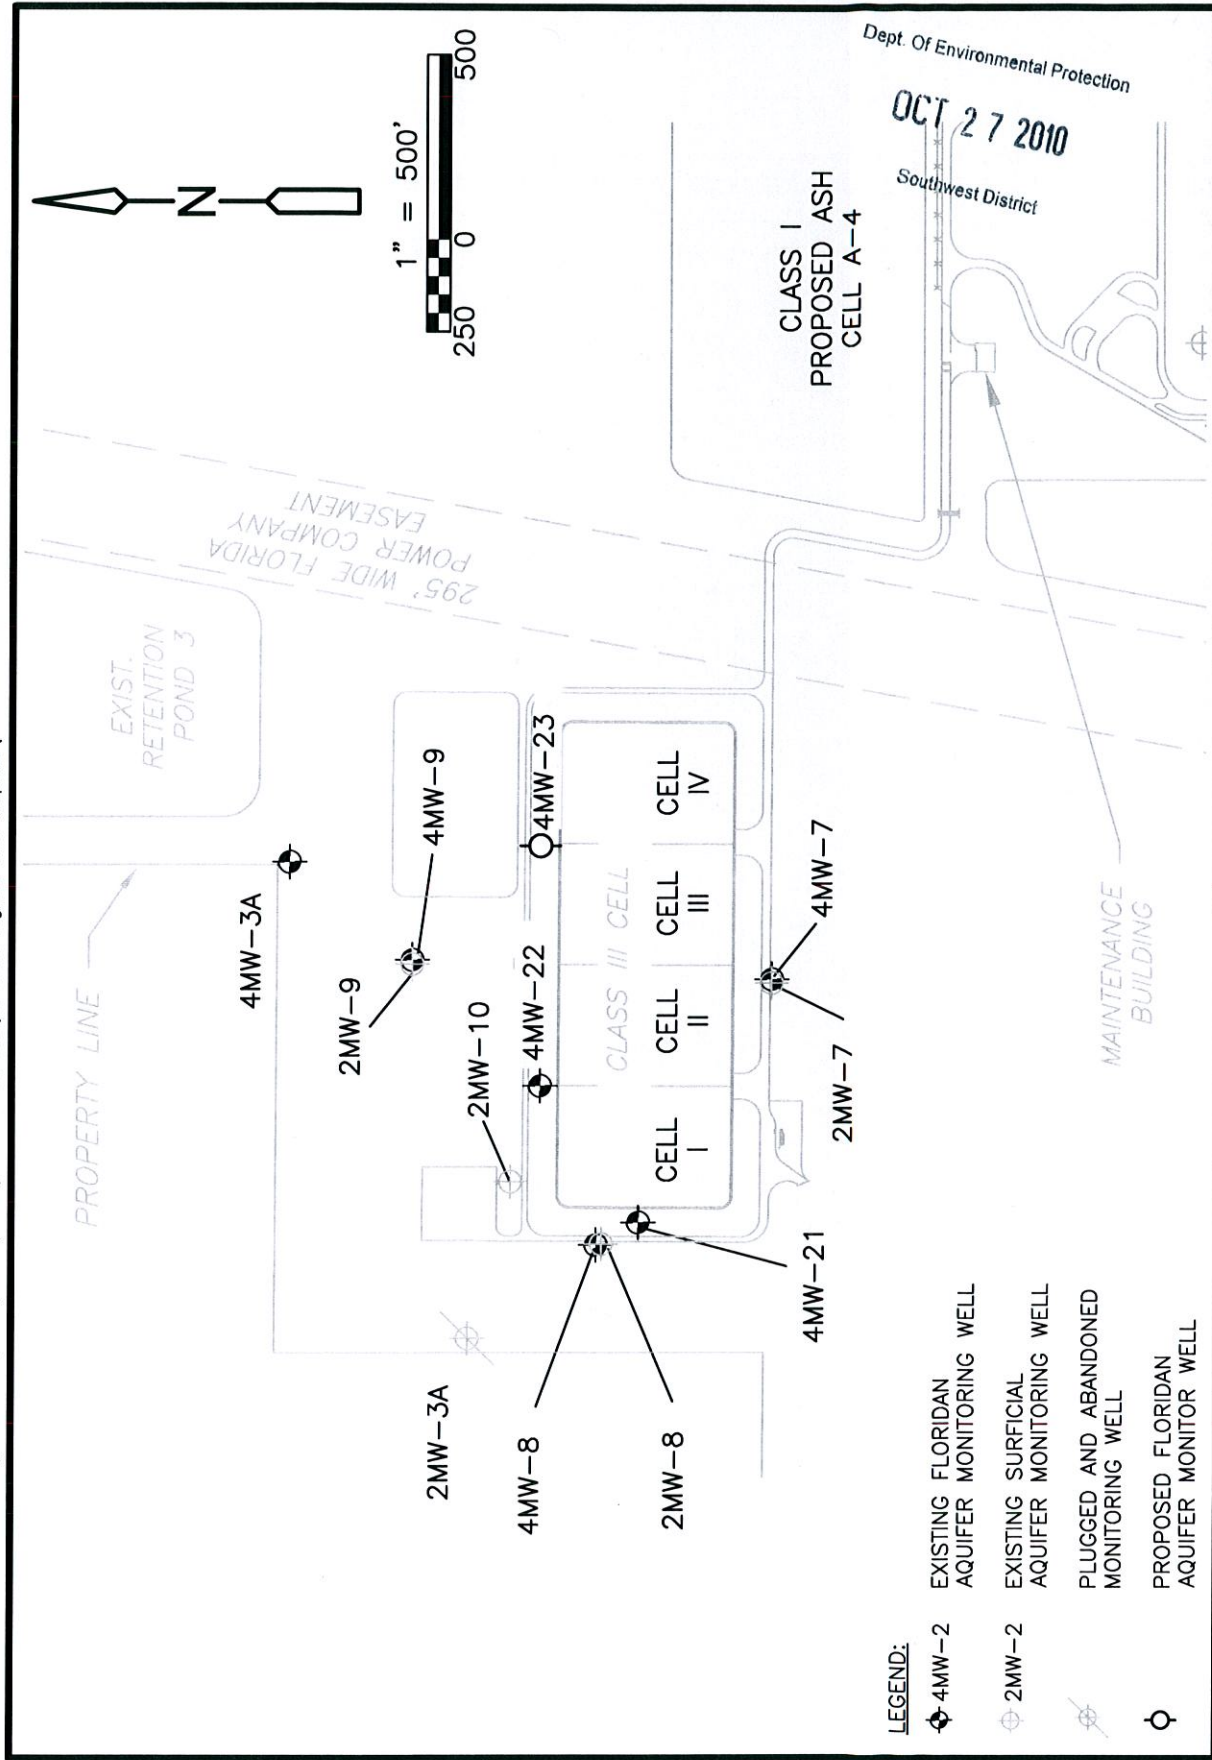 1" = 500'
250 0 500
N
Dept. Of Environmental Protection
OCT 27 2010
Southwest District
EXIST.
RETENTION
POND 3
295' WIDE FLORIDA
POWER COMPANY
EASEMENT
CLASS I
PROPOSED ASH
CELL A-4
PROPERTY LINE
4MW-3A
2MW-9
4MW-9
2MW-10
4MW-22
4MW-23
2MW-3A
4MW-8
2MW-8
4MW-21
CLASS III CELL
CELL
I
CELL
II
CELL
III
CELL
IV
2MW-7
4MW-7
MAINTENANCE
BUILDING
LEGEND:
4MW-2 EXISTING FLORIDAN
AQUIFER MONITORING WELL
2MW-2 EXISTING SURFICIAL
AQUIFER MONITORING WELL
PLUGGED AND ABANDONED
MONITORING WELL
PROPOSED FLORIDAN
AQUIFER MONITOR WELL